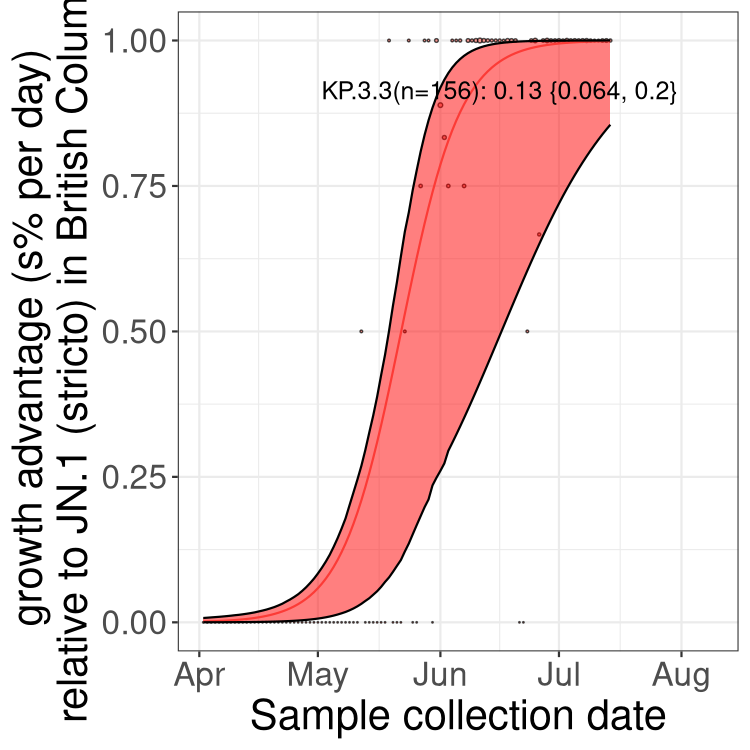 growth advantage (s% per day)
relative to JN.1 (stricto) in British Colum
1.00
0.75
0.50
0.25
0.00
KP.3.3(n=156): 0.13 {0.064, 0.2}
Apr May Jun Jul Aug
Sample collection date